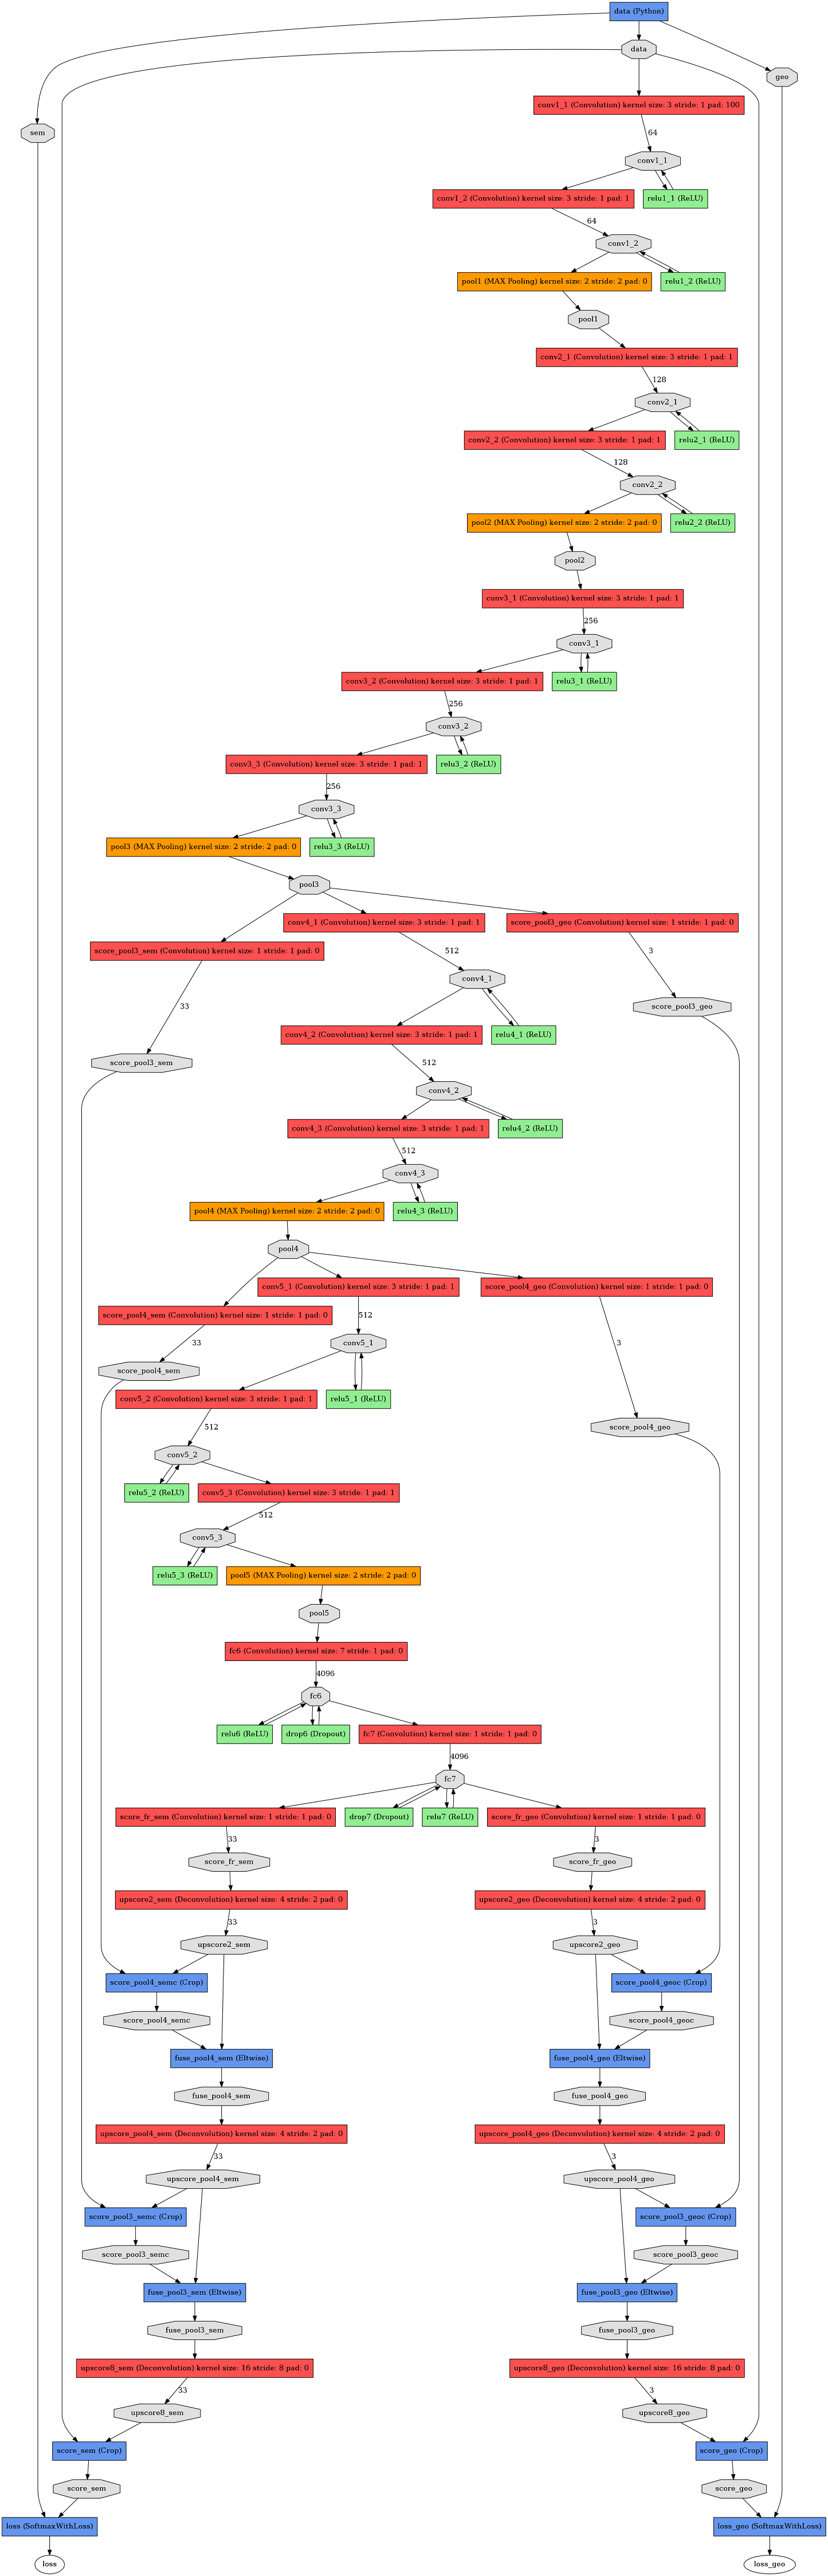 data (Python)
data
geo
conv1_1 (Convolution) kernel size: 3 stride: 1 pad: 100
sem
64
conv1_1
conv1_2 (Convolution) kernel size: 3 stride: 1 pad: 1
relu1_1 (ReLU)
64
conv1_2
pool1 (MAX Pooling) kernel size: 2 stride: 2 pad: 0
relu1_2 (ReLU)
pool1
conv2_1 (Convolution) kernel size: 3 stride: 1 pad: 1
128
conv2_1
conv2_2 (Convolution) kernel size: 3 stride: 1 pad: 1
relu2_1 (ReLU)
128
conv2_2
pool2 (MAX Pooling) kernel size: 2 stride: 2 pad: 0
relu2_2 (ReLU)
pool2
conv3_1 (Convolution) kernel size: 3 stride: 1 pad: 1
256
conv3_1
conv3_2 (Convolution) kernel size: 3 stride: 1 pad: 1
relu3_1 (ReLU)
256
conv3_2
conv3_3 (Convolution) kernel size: 3 stride: 1 pad: 1
relu3_2 (ReLU)
256
conv3_3
pool3 (MAX Pooling) kernel size: 2 stride: 2 pad: 0
relu3_3 (ReLU)
pool3
conv4_1 (Convolution) kernel size: 3 stride: 1 pad: 1
score_pool3_geo (Convolution) kernel size: 1 stride: 1 pad: 0
score_pool3_sem (Convolution) kernel size: 1 stride: 1 pad: 0
512
3
conv4_1
33
score_pool3_geo
conv4_2 (Convolution) kernel size: 3 stride: 1 pad: 1
relu4_1 (ReLU)
score_pool3_sem
512
conv4_2
conv4_3 (Convolution) kernel size: 3 stride: 1 pad: 1
relu4_2 (ReLU)
512
conv4_3
pool4 (MAX Pooling) kernel size: 2 stride: 2 pad: 0
relu4_3 (ReLU)
pool4
conv5_1 (Convolution) kernel size: 3 stride: 1 pad: 1
score_pool4_geo (Convolution) kernel size: 1 stride: 1 pad: 0
score_pool4_sem (Convolution) kernel size: 1 stride: 1 pad: 0
512
33
3
conv5_1
score_pool4_sem
conv5_2 (Convolution) kernel size: 3 stride: 1 pad: 1
relu5_1 (ReLU)
512
score_pool4_geo
conv5_2
relu5_2 (ReLU)
conv5_3 (Convolution) kernel size: 3 stride: 1 pad: 1
512
conv5_3
relu5_3 (ReLU)
pool5 (MAX Pooling) kernel size: 2 stride: 2 pad: 0
pool5
fc6 (Convolution) kernel size: 7 stride: 1 pad: 0
4096
fc6
relu6 (ReLU)
drop6 (Dropout)
fc7 (Convolution) kernel size: 1 stride: 1 pad: 0
4096
fc7
score_fr_sem (Convolution) kernel size: 1 stride: 1 pad: 0
drop7 (Dropout)
relu7 (ReLU)
score_fr_geo (Convolution) kernel size: 1 stride: 1 pad: 0
33
3
score_fr_sem
score_fr_geo
upscore2_sem (Deconvolution) kernel size: 4 stride: 2 pad: 0
upscore2_geo (Deconvolution) kernel size: 4 stride: 2 pad: 0
33
3
upscore2_sem
upscore2_geo
score_pool4_semc (Crop)
score_pool4_geoc (Crop)
score_pool4_semc
score_pool4_geoc
fuse_pool4_sem (Eltwise)
fuse_pool4_geo (Eltwise)
fuse_pool4_sem
fuse_pool4_geo
upscore_pool4_sem (Deconvolution) kernel size: 4 stride: 2 pad: 0
upscore_pool4_geo (Deconvolution) kernel size: 4 stride: 2 pad: 0
33
3
upscore_pool4_sem
upscore_pool4_geo
score_pool3_semc (Crop)
score_pool3_geoc (Crop)
score_pool3_semc
score_pool3_geoc
fuse_pool3_sem (Eltwise)
fuse_pool3_geo (Eltwise)
fuse_pool3_sem
fuse_pool3_geo
upscore8_sem (Deconvolution) kernel size: 16 stride: 8 pad: 0
upscore8_geo (Deconvolution) kernel size: 16 stride: 8 pad: 0
33
3
upscore8_sem
upscore8_geo
score_sem (Crop)
score_geo (Crop)
score_sem
score_geo
loss (SoftmaxWithLoss)
loss_geo (SoftmaxWithLoss)
loss
loss_geo